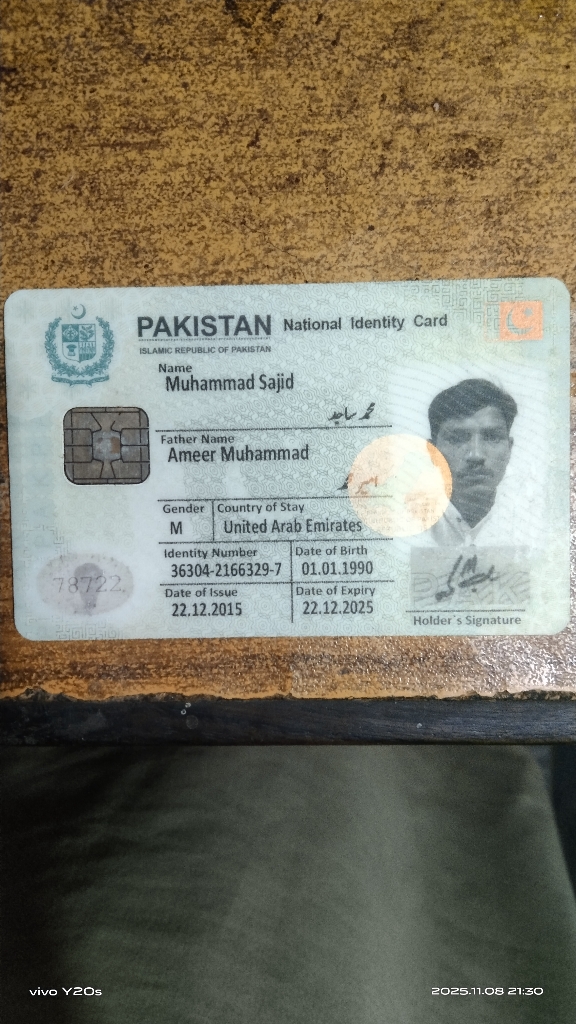 PAKISTAN National Identity Card
ISLAMIC REPUBLIC OF PAKISTAN
Name
Muhammad Sajid
محمد ساجد
Father Name
Ameer Muhammad
امیر
Gender
M
Country of Stay
United Arab Emirates
Identity Number
36304-2166329-7
Date of Birth
01.01.1990
Date of Issue
22.12.2015
Date of Expiry
22.12.2025
78722
Holder's Signature
vivo Y20s
2025.11.08 21:30